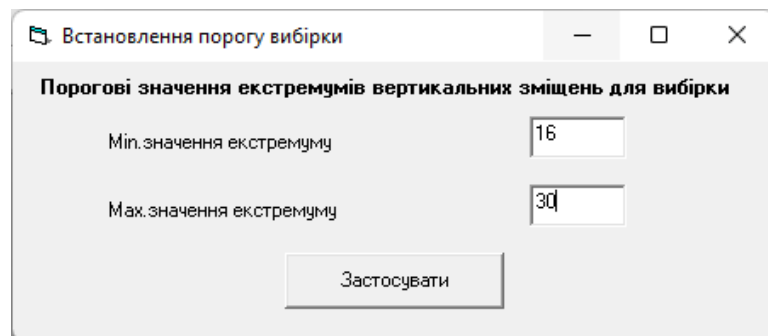 Встановлення порогу вибірки
Порогові значення екстремумів вертикальних зміщень для вибірки
Min.значення екстремуму
16
Max.значення екстремуму
30
Застосувати